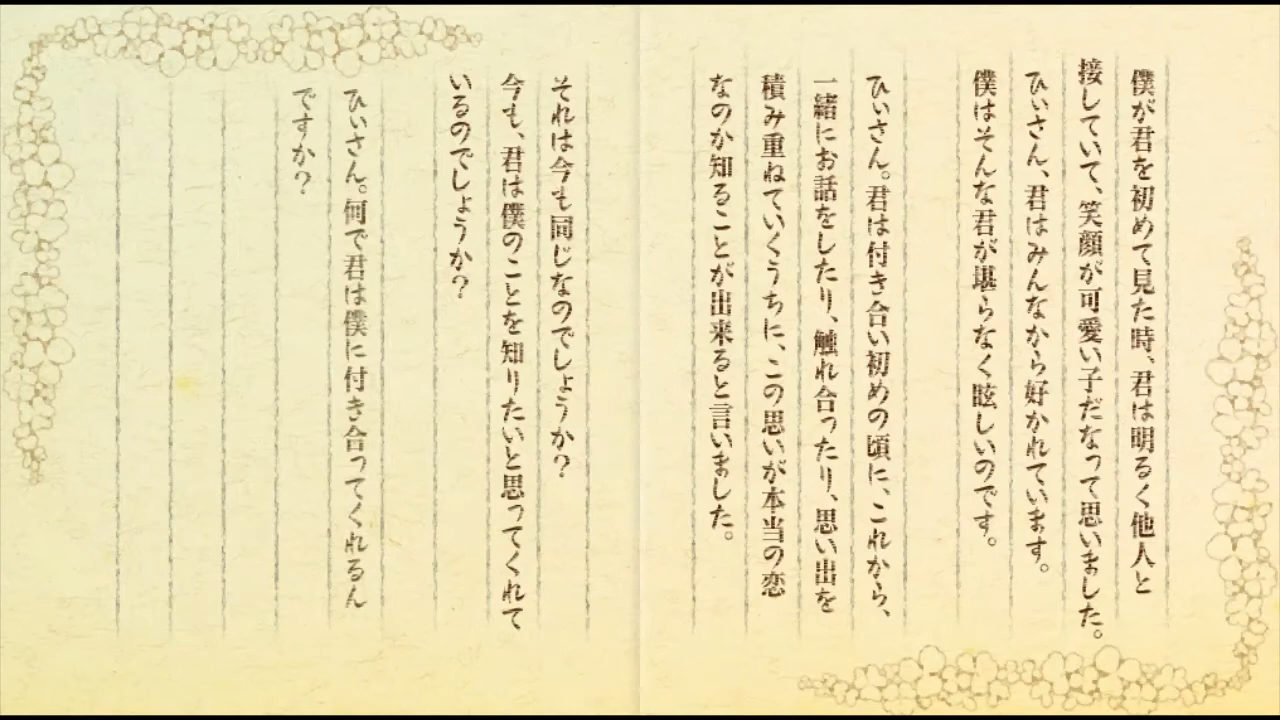 僕が君を初めて見た時、君は明るく他人と
接していて、笑顔が可愛い子だなって思いました。
ひぃさん、君はみんなから好かれています。
僕はそんな君が堪らなく眩しいのです。
ひぃさん。君は付き合い初めの頃に、これから、
一緒にお話をしたり、触れ合ったり、思い出を
積み重ねていくうちに、この思いが本当の恋
なのか知ることが出来ると言いました。
それは今も同じなのでしょうか？
今も、君は僕のことを知りたいと思ってくれて
いるのでしょうか？
ひぃさん。何で君は僕に付き合ってくれるん
ですか？